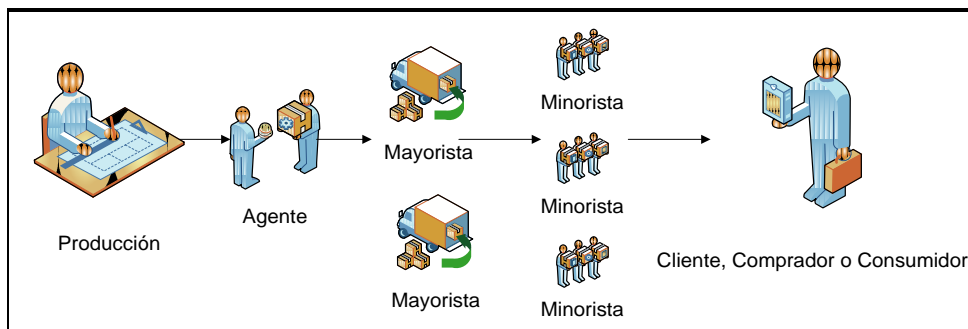 Producción
Agente
Mayorista
Mayorista
Minorista
Minorista
Minorista
Cliente, Comprador o Consumidor